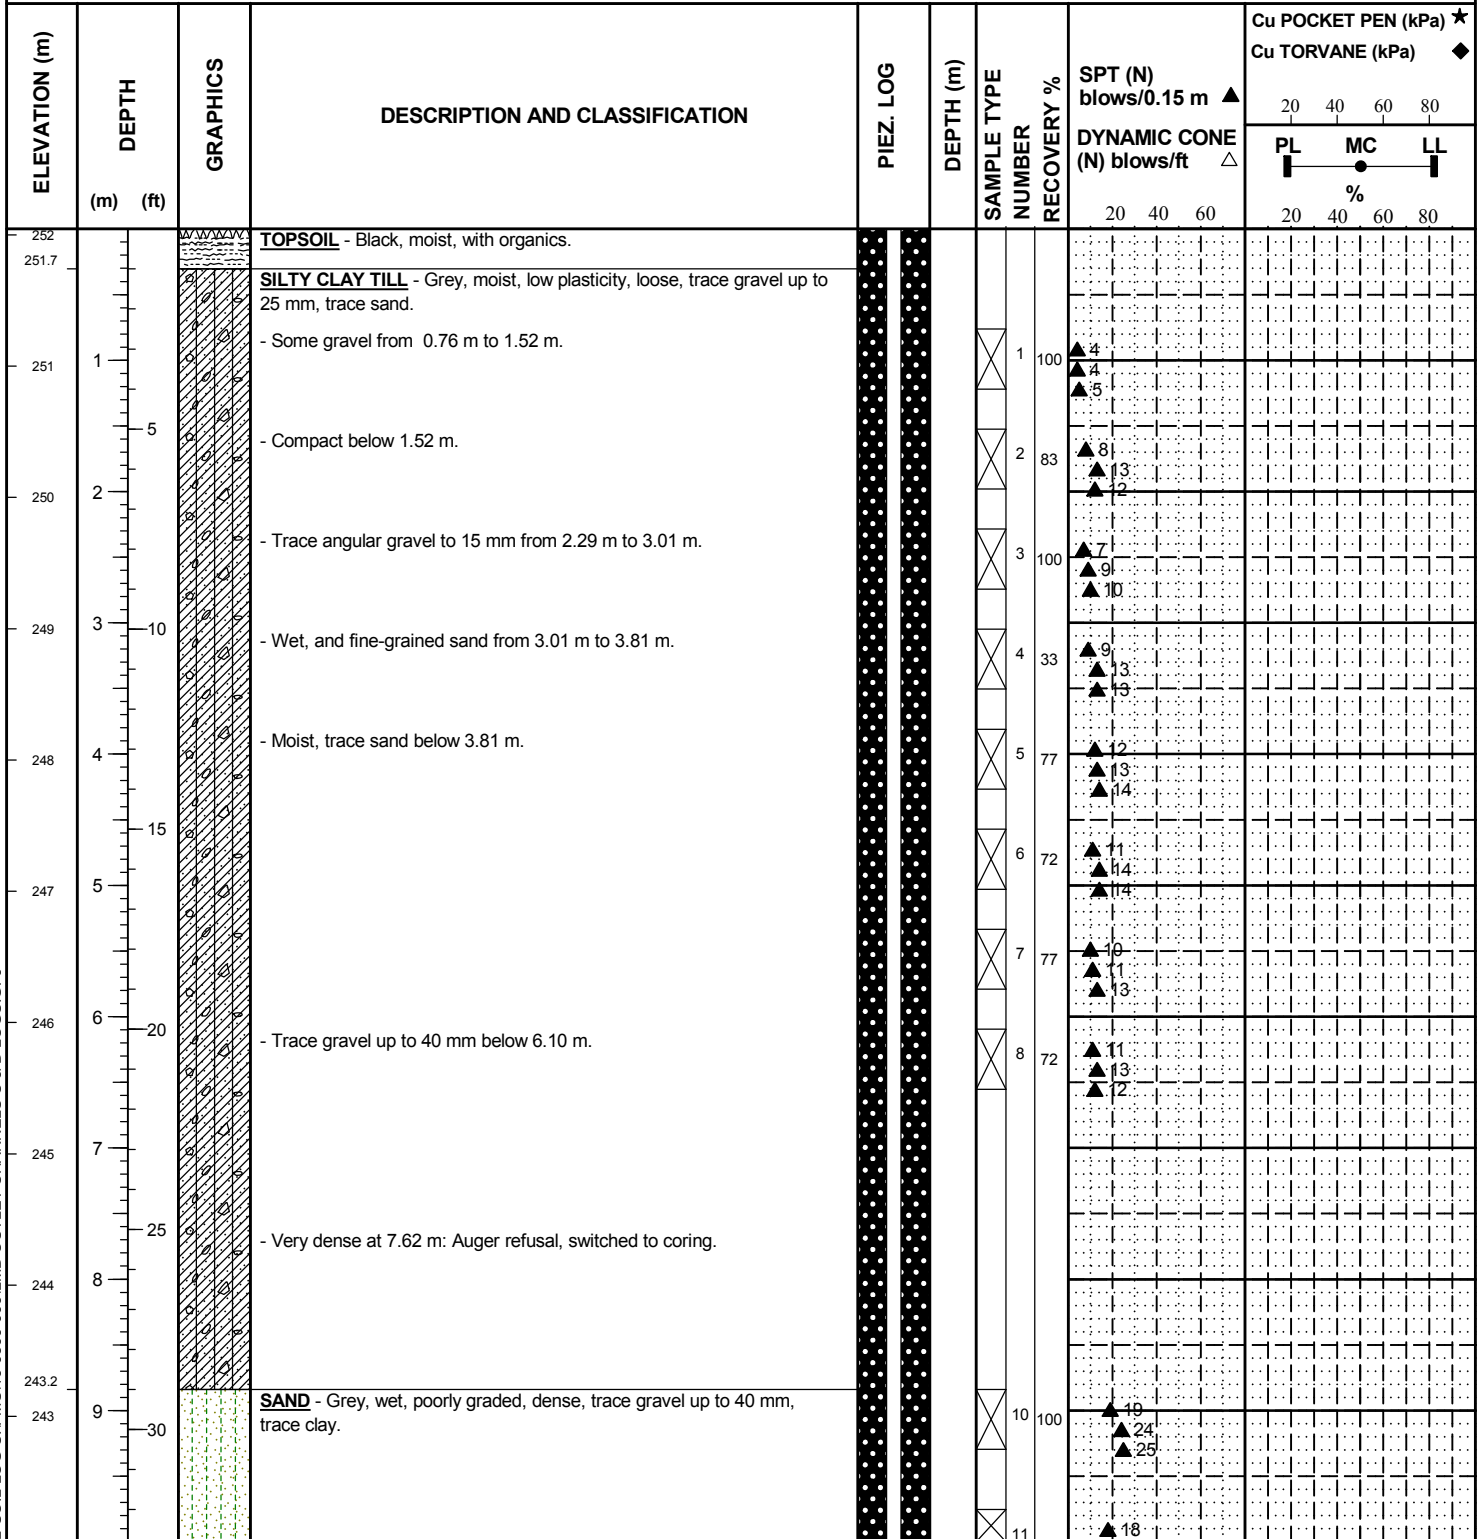 ELEVATION (m)
DEPTH
(m) (ft)
GRAPHICS
DESCRIPTION AND CLASSIFICATION
PIEZ. LOG
DEPTH (m)
SAMPLE TYPE
NUMBER
RECOVERY %
SPT (N)
blows/0.15 m ▲
DYNAMIC CONE
(N) blows/ft △
20 40 60
Cu POCKET PEN (kPa) ★
Cu TORVANE (kPa) ◆
20 40 60 80
PL MC LL
%
20 40 60 80
252
TOPSOIL - Black, moist, with organics.
251.7
SILTY CLAY TILL - Grey, moist, low plasticity, loose, trace gravel up to
25 mm, trace sand.
- Some gravel from 0.76 m to 1.52 m.
251 1
1 100
4
4
5
5
- Compact below 1.52 m.
2 83
8
13
12
250 2
- Trace angular gravel to 15 mm from 2.29 m to 3.01 m.
3 100
7
9
10
249 3 10
- Wet, and fine-grained sand from 3.01 m to 3.81 m.
4 33
9
13
13
- Moist, trace sand below 3.81 m.
248 4
5 77
12
13
14
15
6 72
11
14
14
247 5
7 77
10
11
13
246 6 20
- Trace gravel up to 40 mm below 6.10 m.
8 72
11
13
12
245 7
25
- Very dense at 7.62 m: Auger refusal, switched to coring.
244 8
243.2
SAND - Grey, wet, poorly graded, dense, trace gravel up to 40 mm,
trace clay.
243 9 30
10 100
19
24
25
11
18